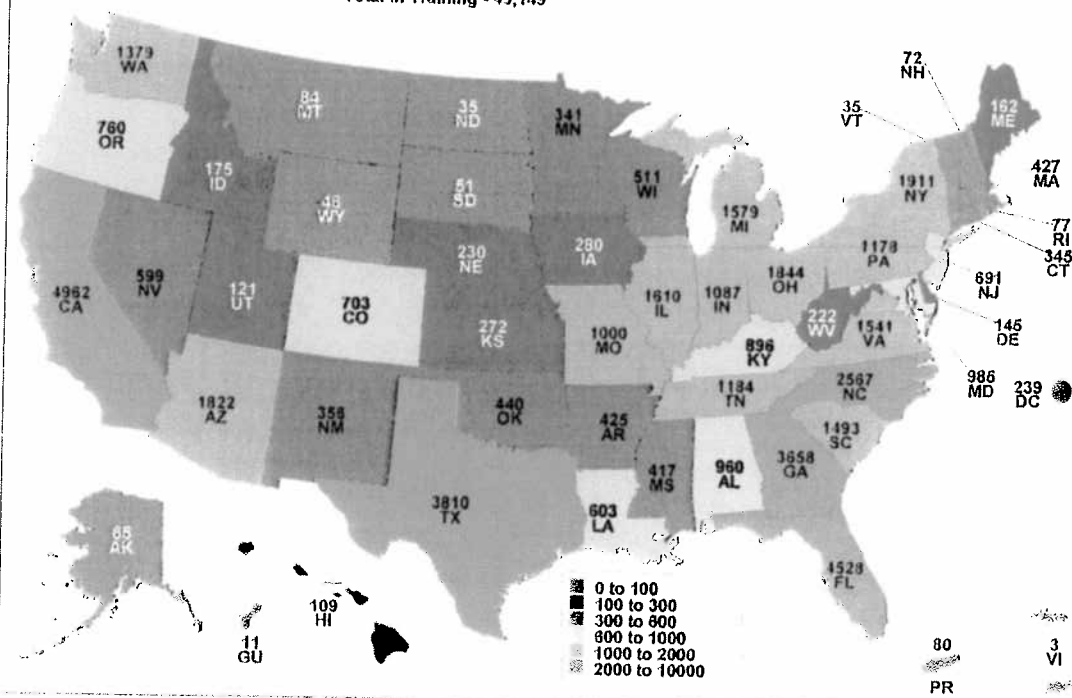 1379
WA
760
OR
84
MT
175
ID
48
WY
35
ND
51
SD
341
MN
511
WI
1579
MI
72
NH
35
VT
162
ME
427
MA
1911
NY
77
RI
345
CT
1178
PA
691
NJ
145
DE
986
MD
239
DC
4962
CA
599
NV
121
UT
703
CO
230
NE
280
IA
272
KS
1000
MO
1610
IL
1087
IN
1844
OH
222
WV
1541
VA
896
KY
1184
TN
2567
NC
1493
SC
3658
GA
960
AL
417
MS
425
AR
440
OK
356
NM
1822
AZ
3810
TX
603
LA
4528
FL
65
AK
11
GU
109
HI
0 to 100
100 to 300
300 to 600
600 to 1000
1000 to 2000
2000 to 10000
80
PR
3
VI